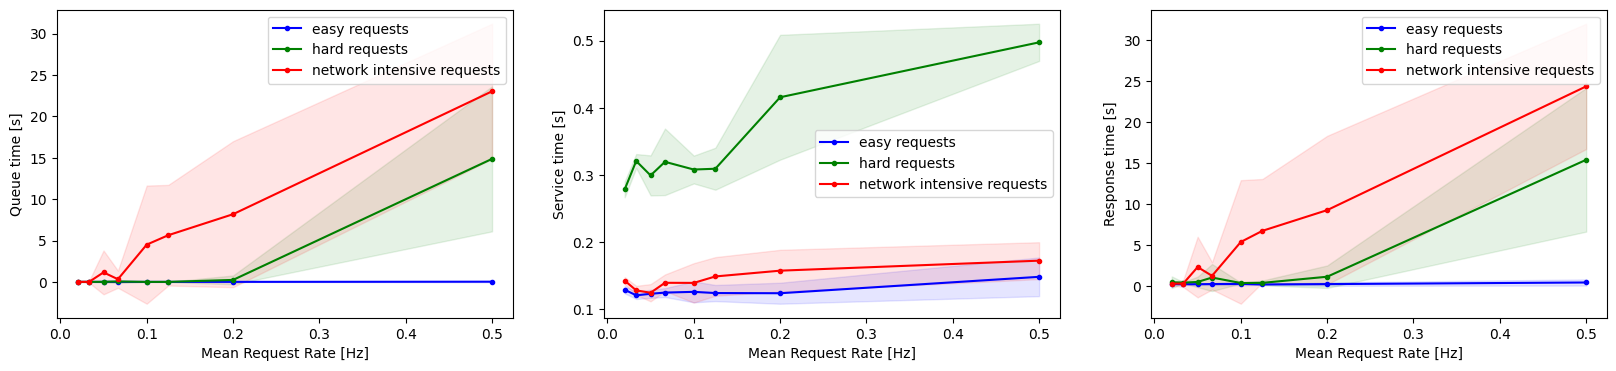 Queue time [s]
30
25
20
15
10
5
0
0.0
0.1
0.2
0.3
0.4
0.5
Mean Request Rate [Hz]
easy requests
hard requests
network intensive requests
Service time [s]
0.5
0.4
0.3
0.2
0.1
0.0
0.1
0.2
0.3
0.4
0.5
Mean Request Rate [Hz]
easy requests
hard requests
network intensive requests
Response time [s]
30
25
20
15
10
5
0
0.0
0.1
0.2
0.3
0.4
0.5
Mean Request Rate [Hz]
easy requests
hard requests
network intensive requests